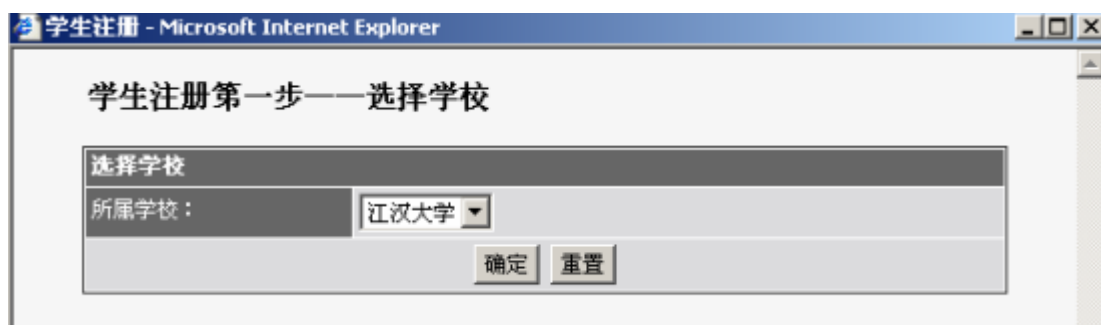 学生注册 - Microsoft Internet Explorer
学生注册第一步——选择学校
选择学校
所属学校： 江汉大学
确定 重置